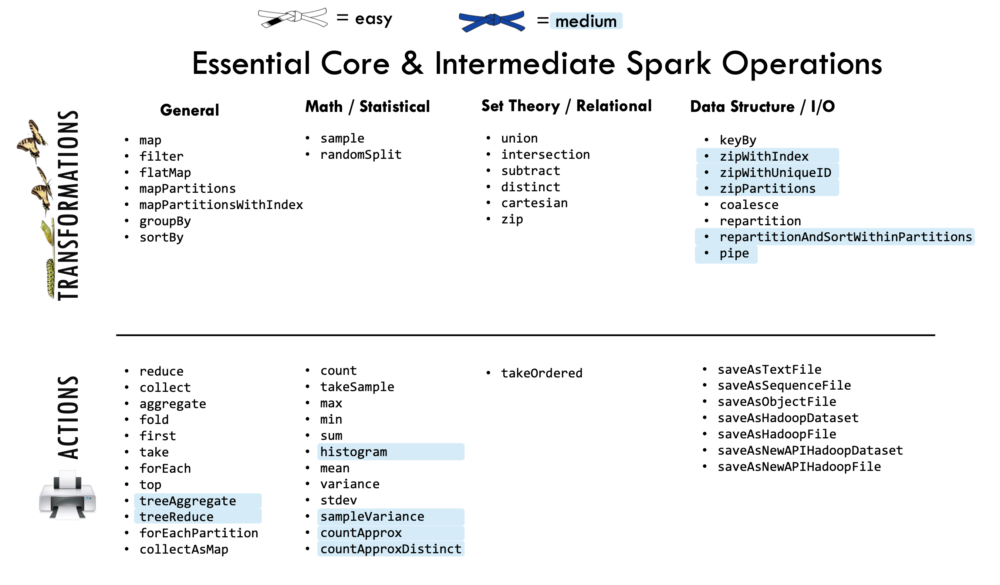 = easy
= medium
Essential Core & Intermediate Spark Operations
TRANSFORMATIONS
General
• map
• filter
• flatMap
• mapPartitions
• mapPartitionsWithIndex
• groupBy
• sortBy
Math / Statistical
• sample
• randomSplit
Set Theory / Relational
• union
• intersection
• subtract
• distinct
• cartesian
• zip
Data Structure / I/O
• keyBy
• zipWithIndex
• zipWithUniqueID
• zipPartitions
• coalesce
• repartition
• repartitionAndSortWithinPartitions
• pipe
ACTIONS
• reduce
• collect
• aggregate
• fold
• first
• take
• forEach
• top
• treeAggregate
• treeReduce
• forEachPartition
• collectAsMap
• count
• takeSample
• max
• min
• sum
• histogram
• mean
• variance
• stdev
• sampleVariance
• countApprox
• countApproxDistinct
• takeOrdered
• saveAsTextFile
• saveAsSequenceFile
• saveAsObjectFile
• saveAsHadoopDataset
• saveAsHadoopFile
• saveAsNewAPIHadoopDataset
• saveAsNewAPIHadoopFile